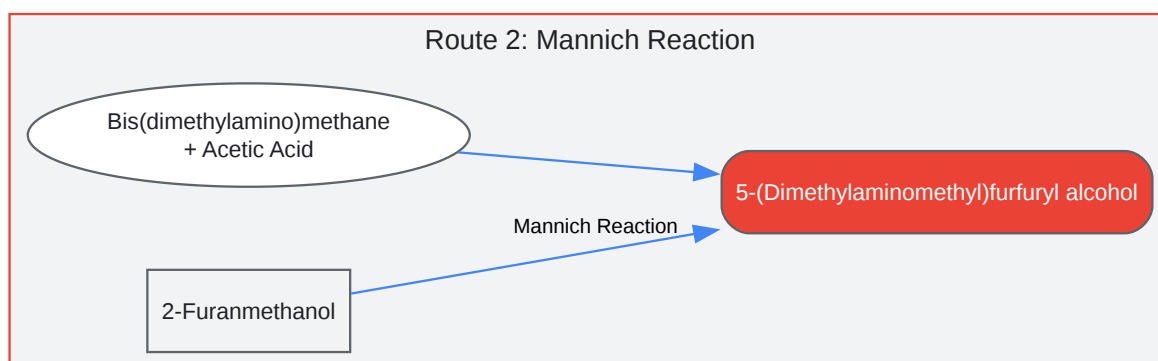 Route 2: Mannich Reaction
Bis(dimethylamino)methane
+ Acetic Acid
5-(Dimethylaminomethyl)furfuryl alcohol
Mannich Reaction
2-Furanmethanol